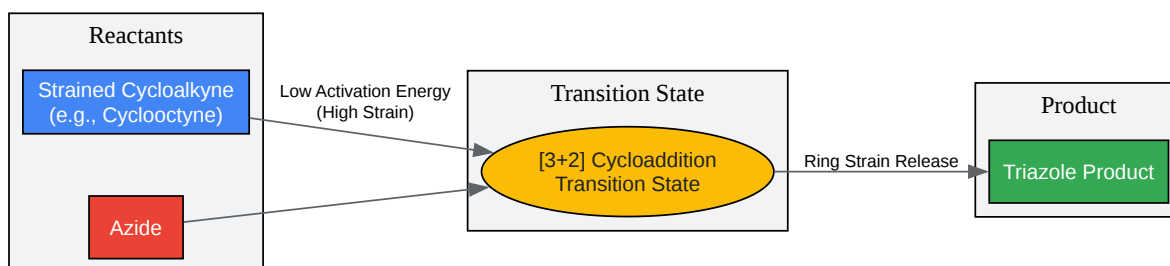 Reactants
Strained Cycloalkyne
(e.g., Cyclooctyne)
Azide
Low Activation Energy
(High Strain)
Transition State
[3+2] Cycloaddition
Transition State
Ring Strain Release
Product
Triazole Product